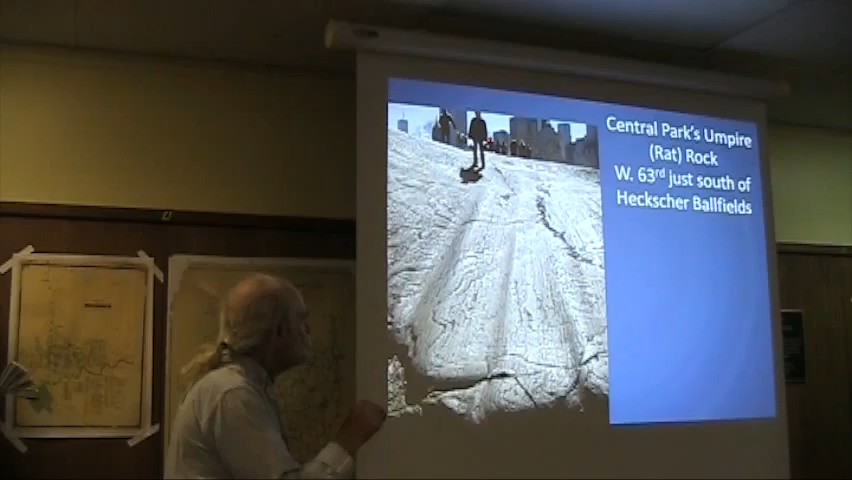 Central Park's Umpire
(Rat) Rock
W. 63rd just south of
Heckscher Ballfields